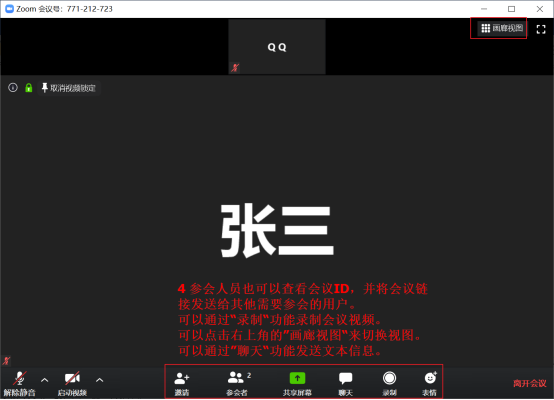 Zoom 会议号：771-212-723
画廊视图
Q Q
取消视频锁定
张三
4 参会人员也可以查看会议ID，并将会议链
接发送给其他需要参会的用户。
可以通过“录制“功能录制会议视频。
可以点击右上角的”画廊视图“来切换视图。
可以通过”聊天”功能发送文本信息。
解除静音 启动视频 邀请 参会者 2 共享屏幕 聊天 录制 表情 离开会议